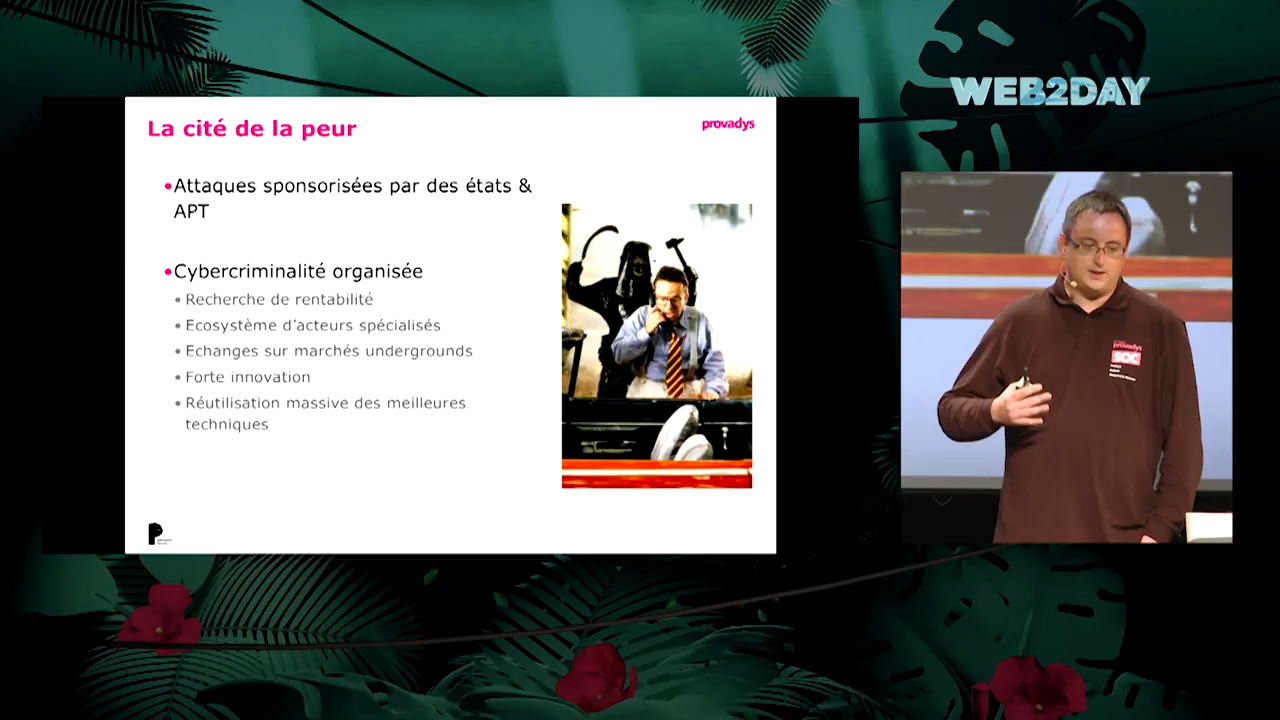 WEB2DAY
La cité de la peur
provadys
•Attaques sponsorisées par des états &
APT
•Cybercriminalité organisée
•Recherche de rentabilité
•Ecosystème d’acteurs spécialisés
•Echanges sur marchés undergrounds
•Forte innovation
•Réutilisation massive des meilleures
techniques
provadys
SOC